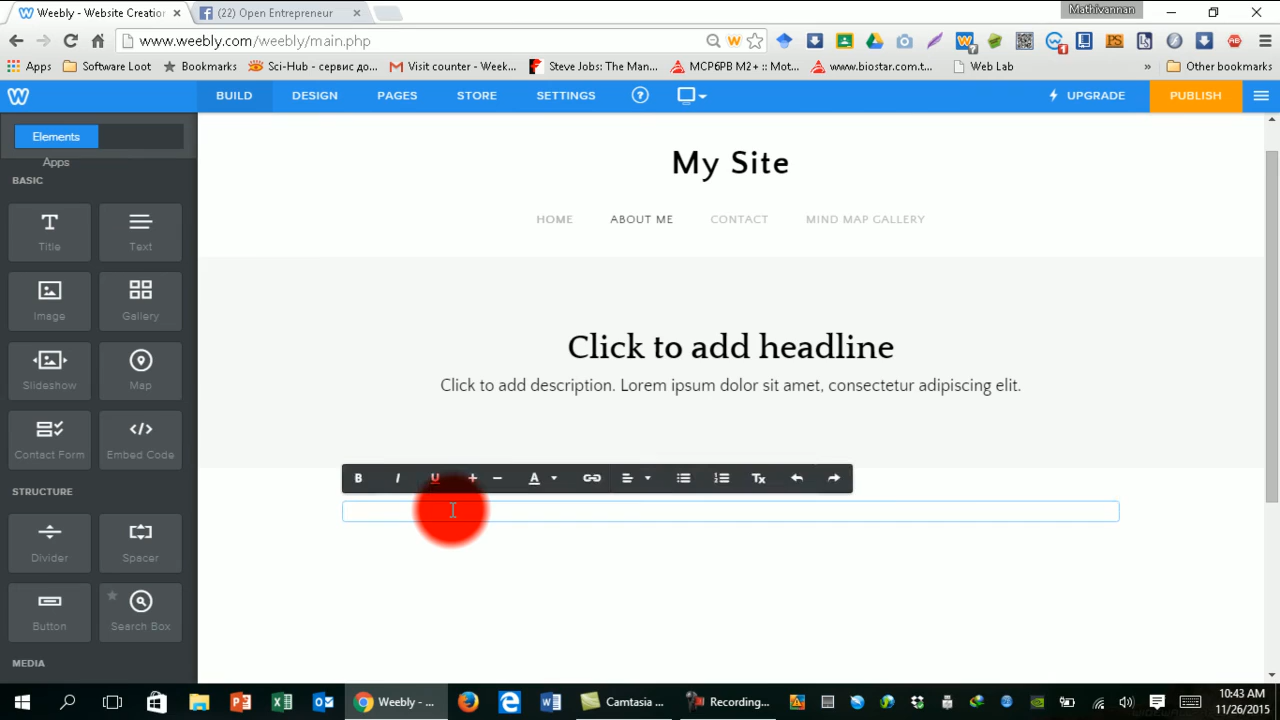 Weebly - Website Creation
(22) Open Entrepreneur
Mathivannan
www.weebly.com/weebly/main.php
Apps
Software Loot
Bookmarks
Sci-Hub - сервис до...
Visit counter - Week...
Steve Jobs: The Man...
MCP6PB M2+ :: Mot...
www.biostar.com.t...
Web Lab
»
Other bookmarks
BUILD
DESIGN
PAGES
STORE
SETTINGS
UPGRADE
PUBLISH
Elements
Apps
BASIC
Title
Text
Image
Gallery
Slideshow
Map
Contact Form
Embed Code
STRUCTURE
Divider
Spacer
Button
Search Box
MEDIA
My Site
HOME
ABOUT ME
CONTACT
MIND MAP GALLERY
Click to add headline
Click to add description. Lorem ipsum dolor sit amet, consectetur adipiscing elit.
B I U + − A Tx
Weebly - ...
Camtasia ...
Recording...
10:43 AM
11/26/2015